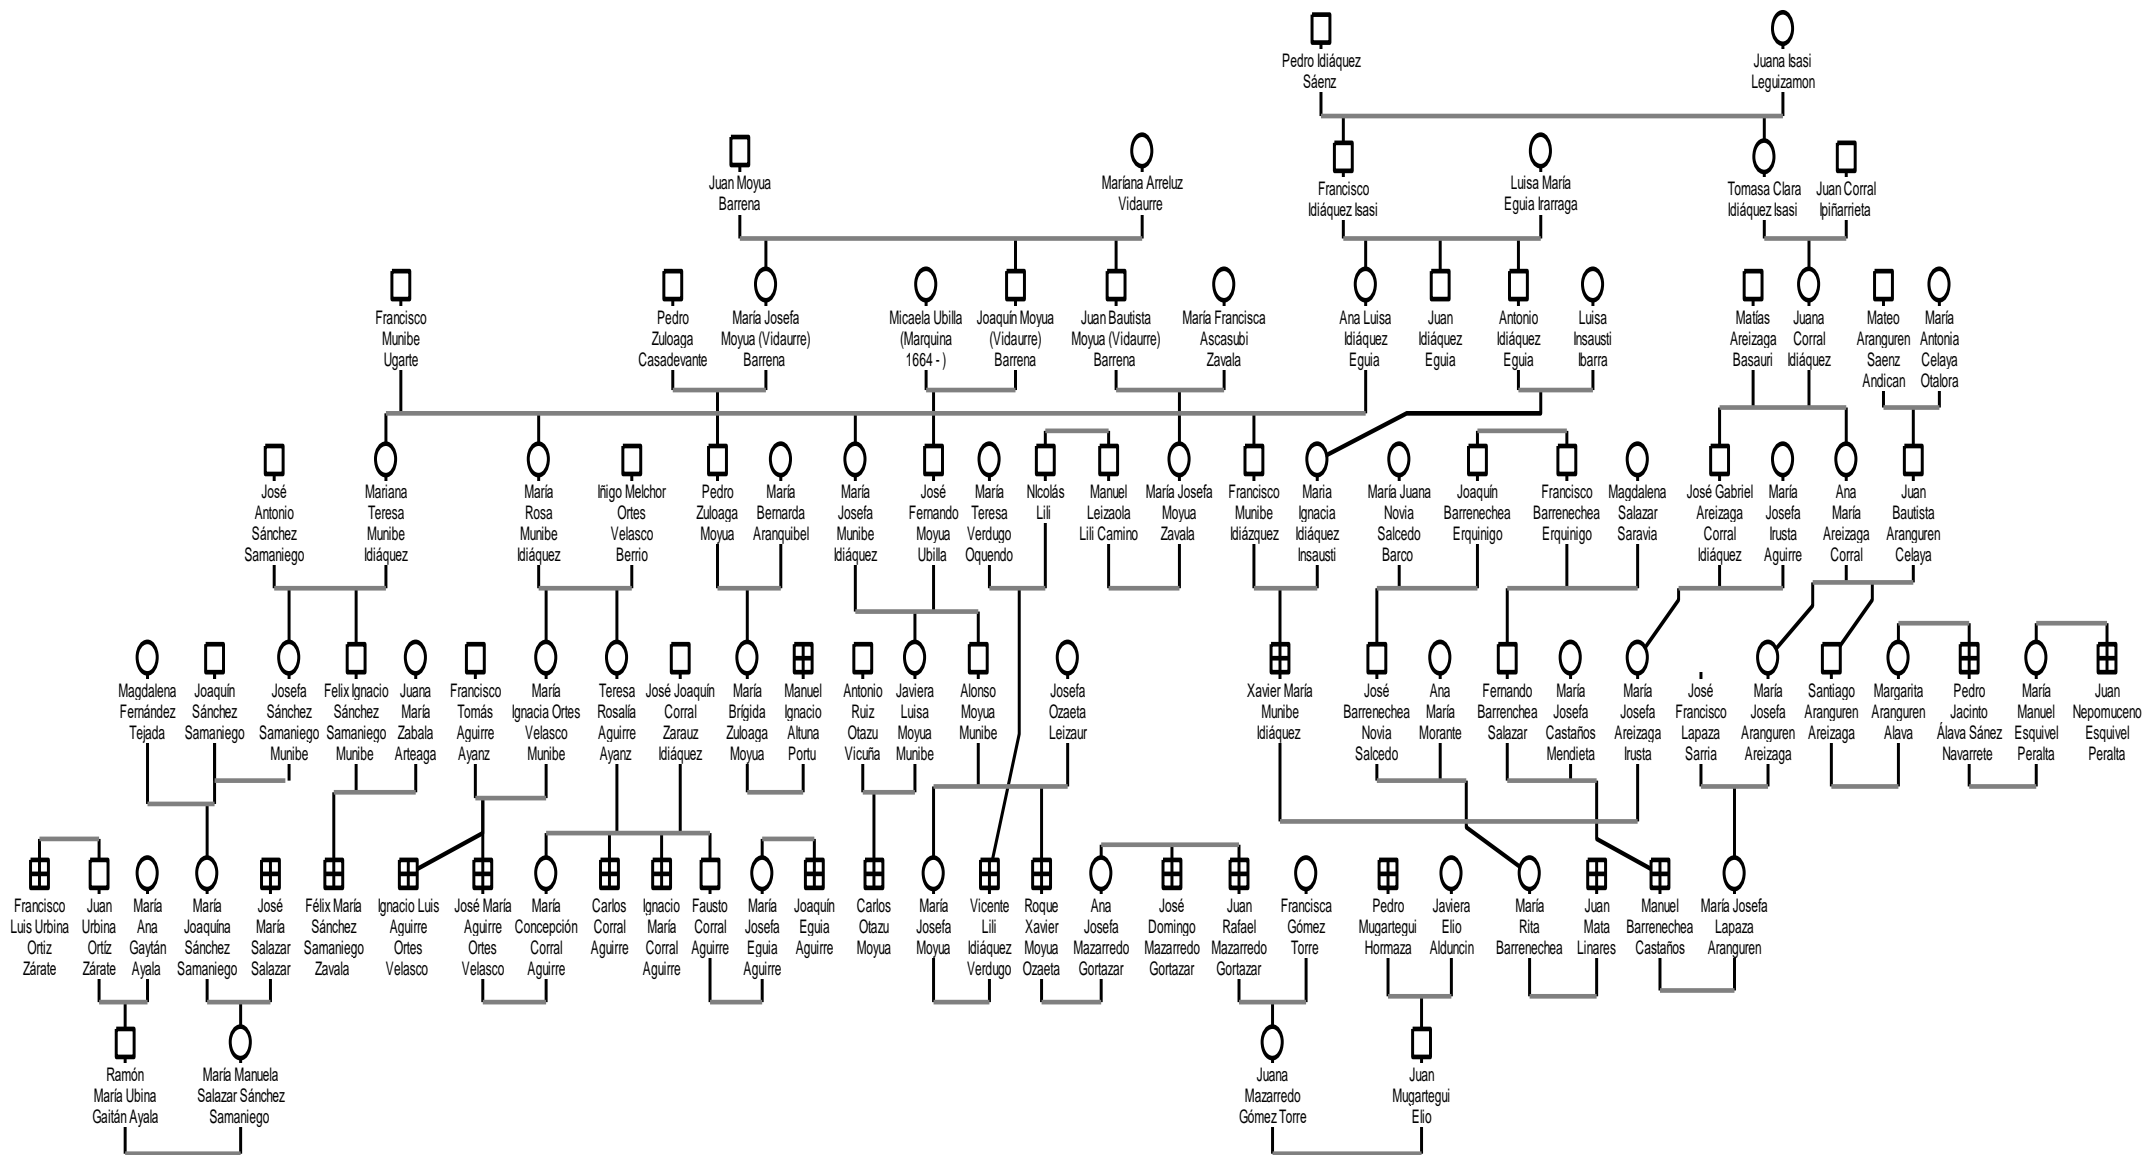 Pedro Idiáquez
Sáenz
Juana Isasi
Leguizamon
Juan Moyua
Barrena
Maríana Arreluz
Vidaurre
Francisco
Idiáquez Isasi
Luisa María
Eguia Irarraga
Tomasa Clara
Idiáquez Isasi
Juan Corral
Ipiñarrieta
Francisco
Munibe
Ugarte
Pedro
Zuloaga
Casadevante
María Josefa
Moyua (Vidaurre)
Barrena
Micaela Ubilla
(Marquina
1664 - )
Joaquín Moyua
(Vidaurre)
Barrena
Juan Bautista
Moyua (Vidaurre)
Barrena
María Francisca
Ascasubi
Zavala
Ana Luisa
Idiáquez
Eguia
Juan
Idiáquez
Eguia
Antonio
Idiáquez
Eguia
Luisa
Insausti
Ibarra
Matías
Areizaga
Basauri
Juana
Corral
Idiáquez
Mateo
Aranguren
Saenz
Andican
María
Antonia
Celaya
Otalora
José
Antonio
Sánchez
Samaniego
Mariana
Teresa
Munibe
Idiáquez
María
Rosa
Munibe
Idiáquez
Iñigo Melchor
Ortes
Velasco
Berrio
Pedro
Zuloaga
Moyua
María
Bernarda
Aranquibel
María
Josefa
Munibe
Idiáquez
José
Fernando
Moyua
Ubilla
María
Teresa
Verdugo
Oquendo
NIcolás
Lili
Manuel
Leizaola
Lili Camino
María Josefa
Moyua
Zavala
Francisco
Munibe
Idiázquez
Maria
Ignacia
Idiáquez
Insausti
María Juana
Novia
Salcedo
Barco
Joaquín
Barrenechea
Erquinigo
Francisco
Barrenechea
Erquinigo
Magdalena
Salazar
Saravia
José Gabriel
Areizaga
Corral
Idiáquez
María
Josefa
Irusta
Aguirre
Ana
María
Areizaga
Corral
Juan
Bautista
Aranguren
Celaya
Magdalena
Fernández
Tejada
Joaquín
Sánchez
Samaniego
Josefa
Sánchez
Samaniego
Munibe
Felix Ignacio
Sánchez
Samaniego
Munibe
Juana
María
Zabala
Arteaga
Francisco
Tomás
Aguirre
Ayanz
María
Ignacia Ortes
Velasco
Munibe
Teresa
Rosalía
Aguirre
Ayanz
José Joaquín
Corral
Zarauz
Idiáquez
María
Brígida
Zuloaga
Moyua
Manuel
Ignacio
Altuna
Portu
Antonio
Ruiz
Otazu
Vicuña
Javiera
Luisa
Moyua
Munibe
Alonso
Moyua
Munibe
Josefa
Ozaeta
Leizaur
Xavier María
Munibe
Idiáquez
José
Barrenechea
Novia
Salcedo
Ana
María
Morante
Fernando
Barrenchea
Salazar
María
Josefa
Castaños
Mendieta
María
Josefa
Areizaga
Irusta
José
Francisco
Lapaza
Sarria
María
Josefa
Aranguren
Areizaga
Santiago
Aranguren
Areizaga
Margarita
Aranguren
Alava
Pedro
Jacinto
Álava Sánez
Navarrete
María
Manuel
Esquivel
Peralta
Juan
Nepomuceno
Esquivel
Peralta
Francisco
Luis Urbina
Ortiz
Zárate
Juan
Urbina
Ortíz
Zárate
María
Ana
Gaytán
Ayala
María
Joaquína
Sánchez
Samaniego
José
María
Salazar
Salazar
Félix María
Sánchez
Samaniego
Zavala
Ignacio Luis
Aguirre
Ortes
Velasco
José María
Aguirre
Ortes
Velasco
María
Concepción
Corral
Aguirre
Carlos
Corral
Aguirre
Ignacio
María
Corral
Aguirre
Fausto
Corral
Aguirre
María
Josefa
Eguia
Aguirre
Joaquín
Eguia
Aguirre
Carlos
Otazu
Moyua
María
Josefa
Moyua
Vicente
Lili
Idiáquez
Verdugo
Roque
Xavier
Moyua
Ozaeta
Ana
Josefa
Mazarredo
Gortazar
José
Domingo
Mazarredo
Gortazar
Juan
Rafael
Mazarredo
Gortazar
Francisca
Gómez
Torre
Pedro
Mugartegui
Hormaza
Javiera
Elio
Alduncin
María
Rita
Barrenechea
Juan
Mata
Linares
Manuel
Barrenechea
Castaños
María Josefa
Lapaza
Aranguren
Ramón
María Ubina
Gaitán Ayala
María Manuela
Salazar Sánchez
Samaniego
Juana
Mazarredo
Gómez Torre
Juan
Mugartegui
Elio